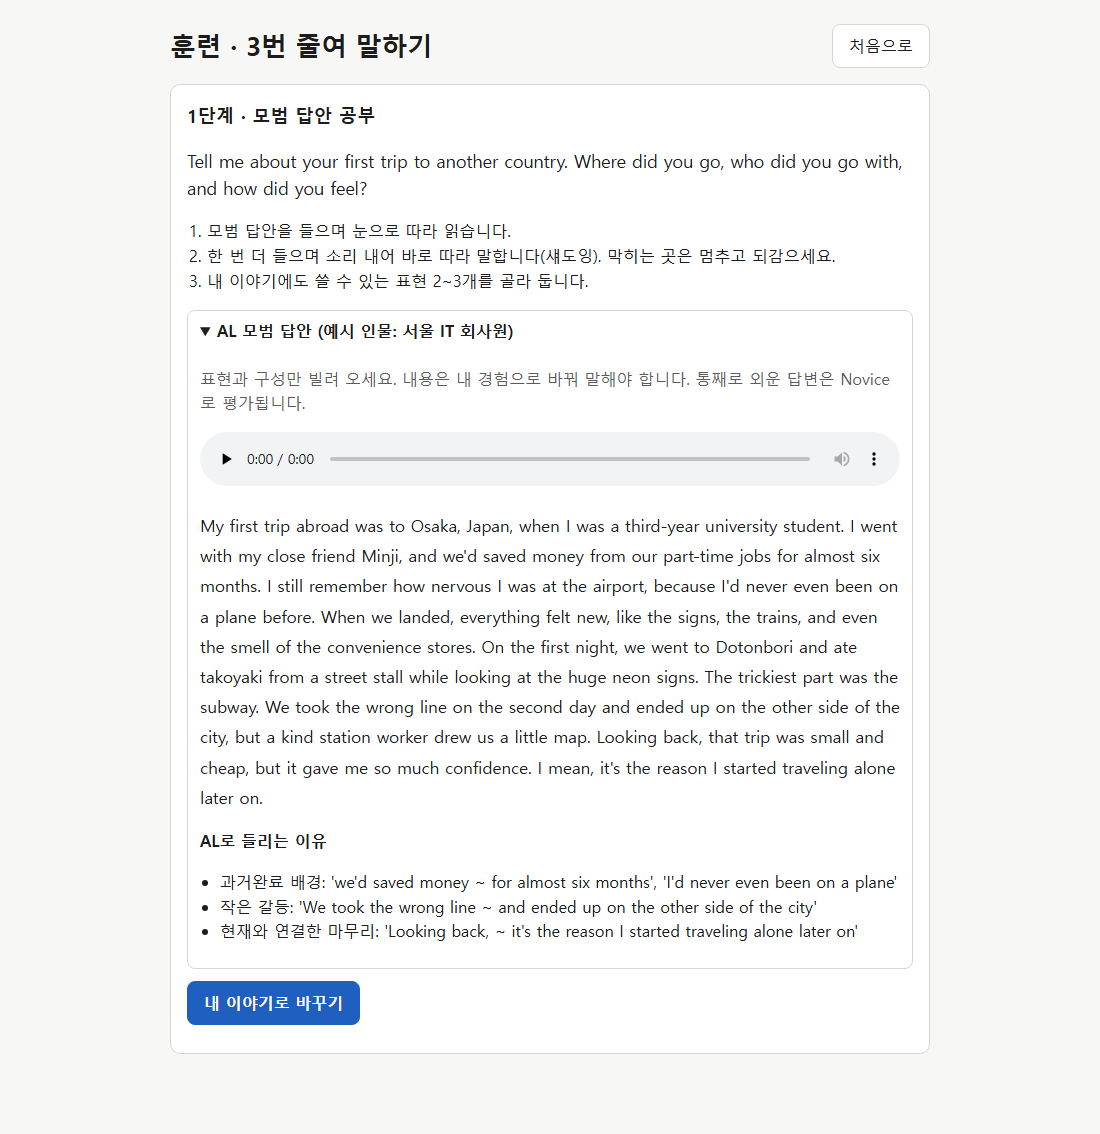 훈련 · 3번 줄여 말하기
처음으로
1단계 · 모범 답안 공부
Tell me about your first trip to another country. Where did you go, who did you go with,
and how did you feel?
1. 모범 답안을 들으며 눈으로 따라 읽습니다.
2. 한 번 더 들으며 소리 내어 바로 따라 말합니다(섀도잉). 막히는 곳은 멈추고 되감으세요.
3. 내 이야기에도 쓸 수 있는 표현 2~3개를 골라 둡니다.
▼ AL 모범 답안 (예시 인물: 서울 IT 회사원)
표현과 구성만 빌려 오세요. 내용은 내 경험으로 바꿔 말해야 합니다. 통째로 외운 답변은 Novice
로 평가됩니다.
0:00 / 0:00
My first trip abroad was to Osaka, Japan, when I was a third-year university student. I went
with my close friend Minji, and we'd saved money from our part-time jobs for almost six
months. I still remember how nervous I was at the airport, because I'd never even been on
a plane before. When we landed, everything felt new, like the signs, the trains, and even
the smell of the convenience stores. On the first night, we went to Dotonbori and ate
takoyaki from a street stall while looking at the huge neon signs. The trickiest part was the
subway. We took the wrong line on the second day and ended up on the other side of the
city, but a kind station worker drew us a little map. Looking back, that trip was small and
cheap, but it gave me so much confidence. I mean, it's the reason I started traveling alone
later on.
AL로 들리는 이유
• 과거완료 배경: 'we'd saved money ~ for almost six months', 'I'd never even been on a plane'
• 작은 갈등: 'We took the wrong line ~ and ended up on the other side of the city'
• 현재와 연결한 마무리: 'Looking back, ~ it's the reason I started traveling alone later on'
내 이야기로 바꾸기